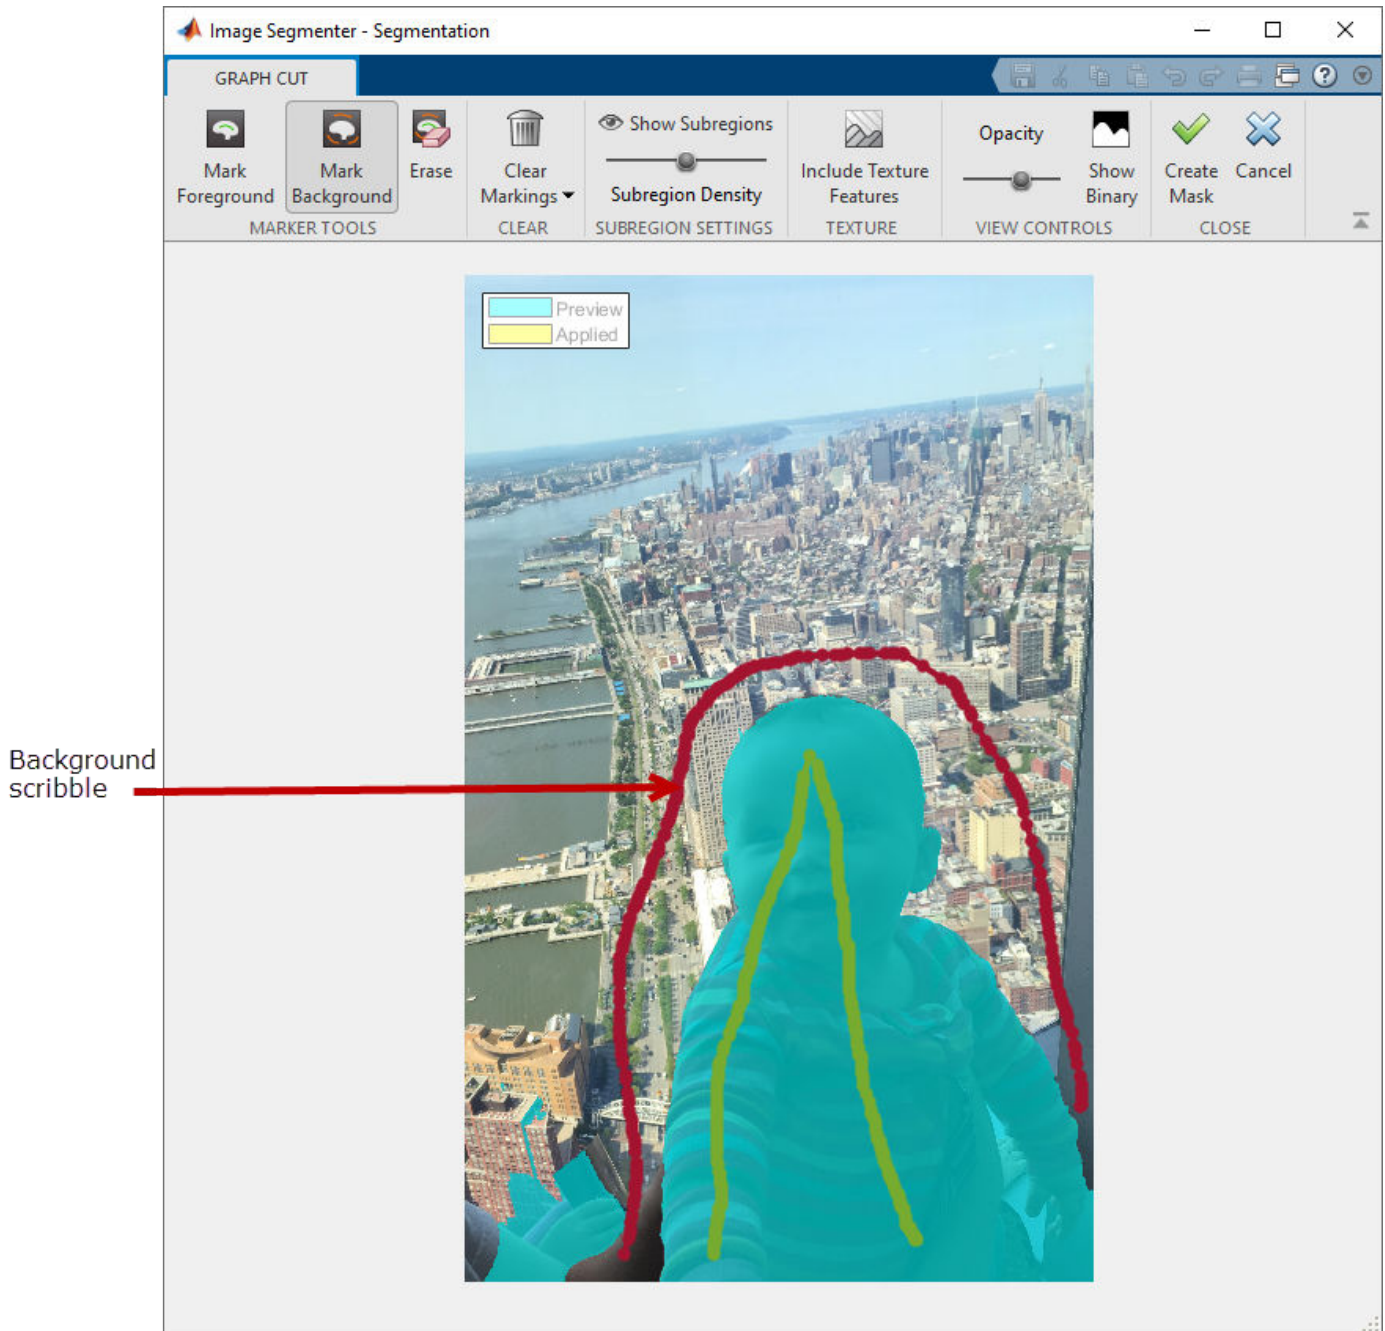 Image Segmenter - Segmentation
GRAPH CUT
Mark
Foreground
Mark
Background
Erase
MARKER TOOLS
Clear
Markings
CLEAR
Show Subregions
Subregion Density
SUBREGION SETTINGS
Include Texture
Features
TEXTURE
Opacity
Show
Binary
VIEW CONTROLS
Create
Mask
Cancel
CLOSE
Preview
Applied
Background
scribble